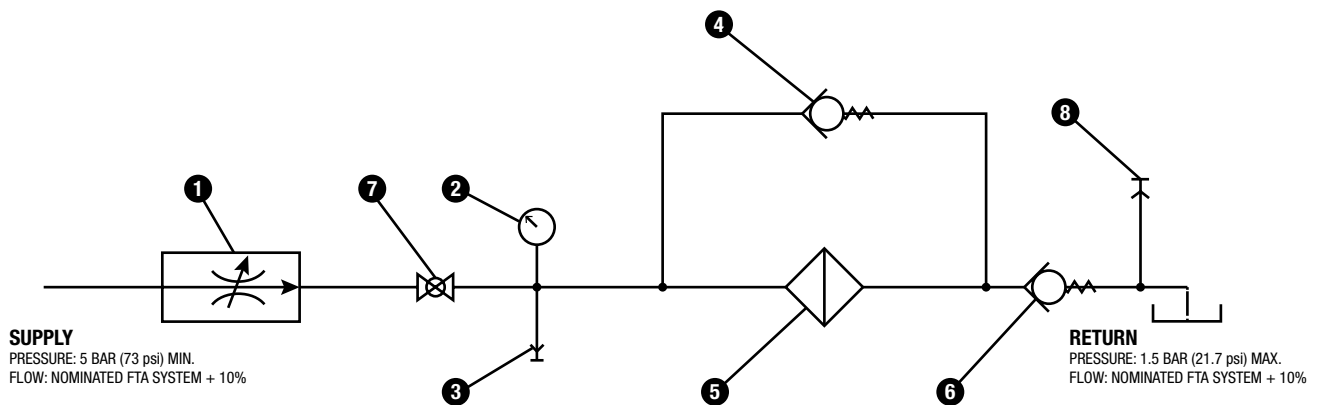 4
8
1
7
2
SUPPLY
PRESSURE: 5 BAR (73 psi) MIN.
FLOW: NOMINATED FTA SYSTEM + 10%
RETURN
PRESSURE: 1.5 BAR (21.7 psi) MAX.
FLOW: NOMINATED FTA SYSTEM + 10%
3
5
6